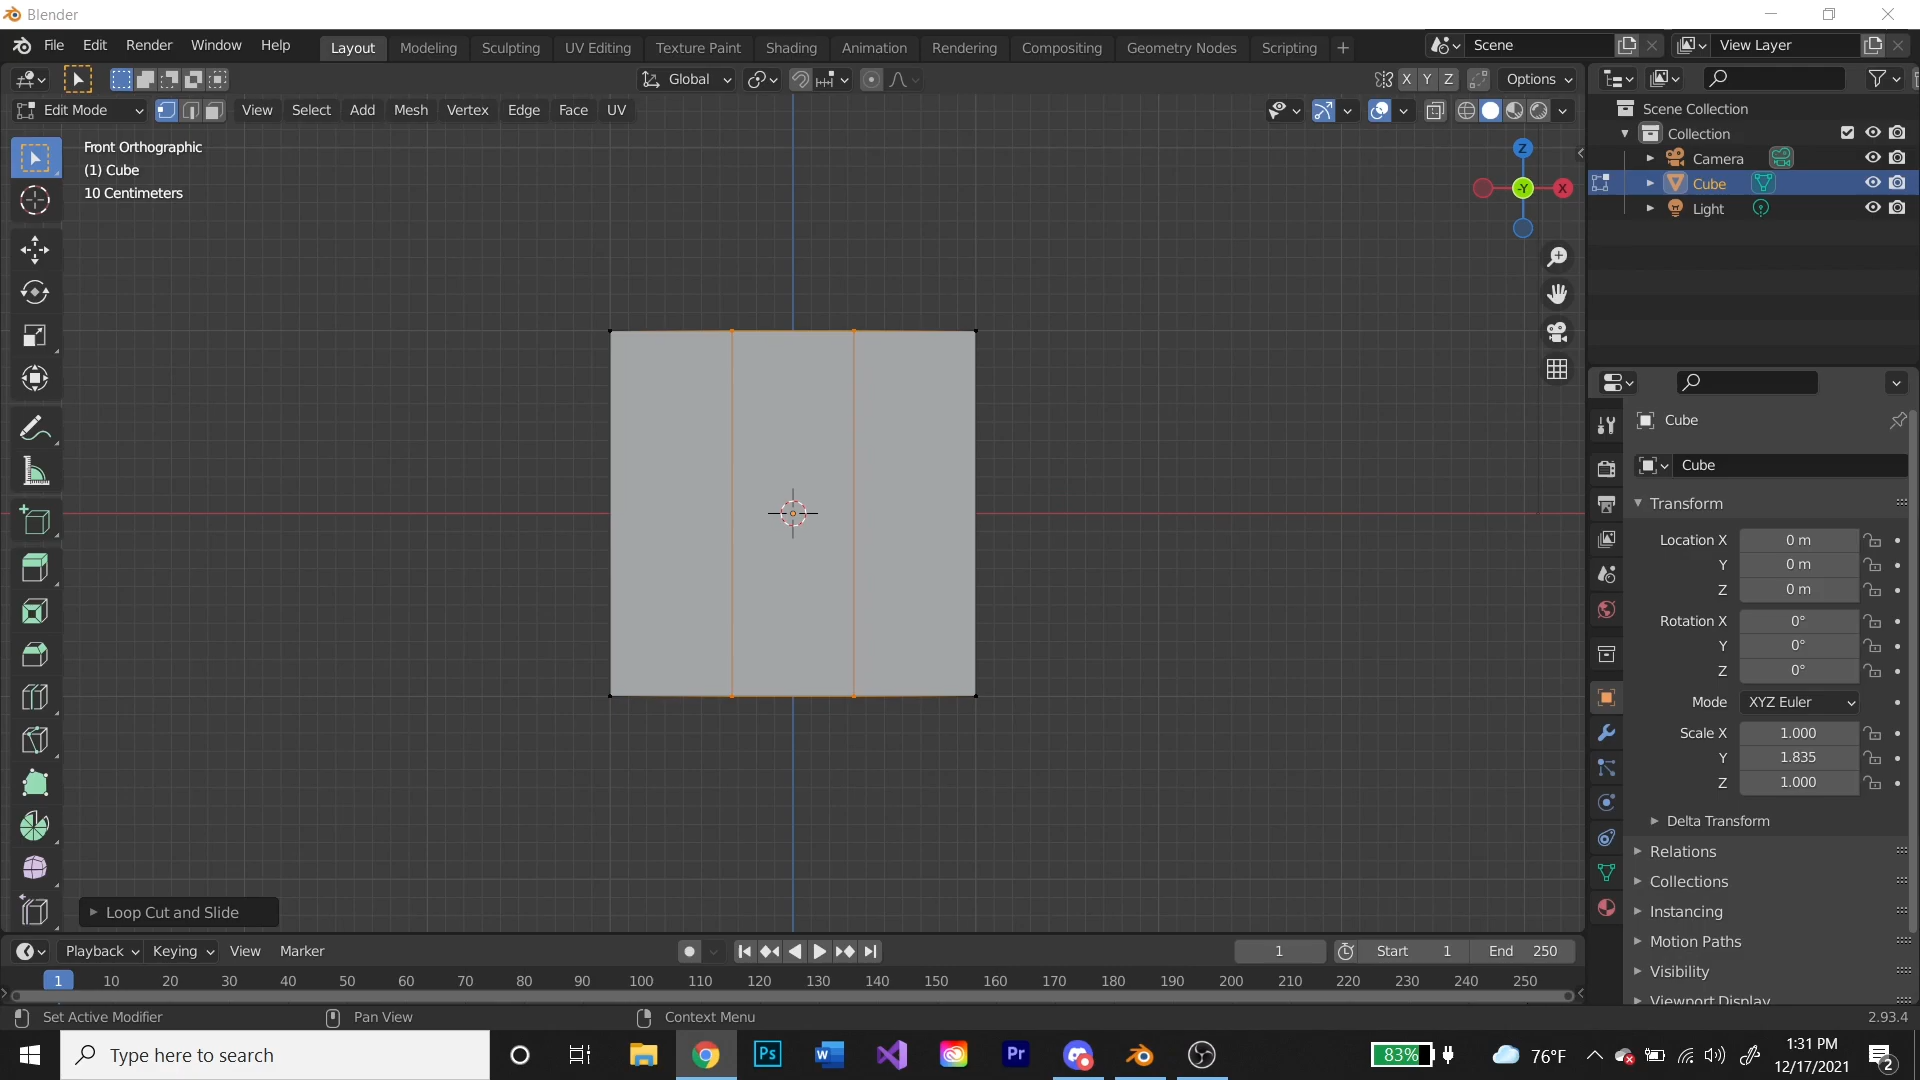 Blender
File Edit Render Window Help Layout Modeling Sculpting UV Editing Texture Paint Shading Animation Rendering Compositing Geometry Nodes Scripting + Scene View Layer
Global X Y Z Options
Edit Mode View Select Add Mesh Vertex Edge Face UV
Front Orthographic
(1) Cube
10 Centimeters
Z
-Y X
Scene Collection
Collection
Camera
Cube
Light
Cube
Cube
Transform
Location X 0 m
Y 0 m
Z 0 m
Rotation X 0°
Y 0°
Z 0°
Mode XYZ Euler
Scale X 1.000
Y 1.835
Z 1.000
Delta Transform
Relations
Collections
Instancing
Motion Paths
Visibility
Viewport Display
Loop Cut and Slide
Playback Keying View Marker 1 Start 1 End 250
1 10 20 30 40 50 60 70 80 90 100 110 120 130 140 150 160 170 180 190 200 210 220 230 240 250
Set Active Modifier Pan View Context Menu 2.93.4
Type here to search Ps W Pr 83% 76°F 1:31 PM
12/17/2021 2